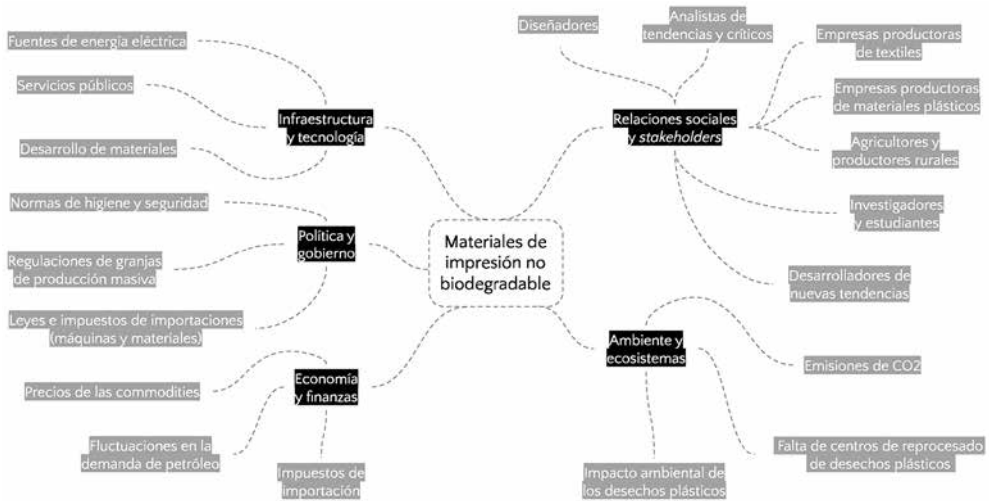 Fuentes de energía eléctrica
Servicios públicos
Desarrollo de materiales
Infraestructura
y tecnología
Normas de higiene y seguridad
Regulaciones de granjas
de producción masiva
Leyes e impuestos de importaciones
(máquinas y materiales)
Política y
gobierno
Precios de las commodities
Fluctuaciones en la
demanda de petróleo
Impuestos de
importación
Economía
y finanzas
Materiales de
impresión no
biodegradable
Diseñadores
Analistas de
tendencias y críticos
Empresas productoras
de textiles
Empresas productoras
de materiales plásticos
Agricultores y
productores rurales
Investigadores
y estudiantes
Desarrolladores de
nuevas tendencias
Relaciones sociales
y stakeholders
Ambiente y
ecosistemas
Emisiones de CO2
Falta de centros de reprocesado
de desechos plásticos
Impacto ambiental de
los desechos plásticos